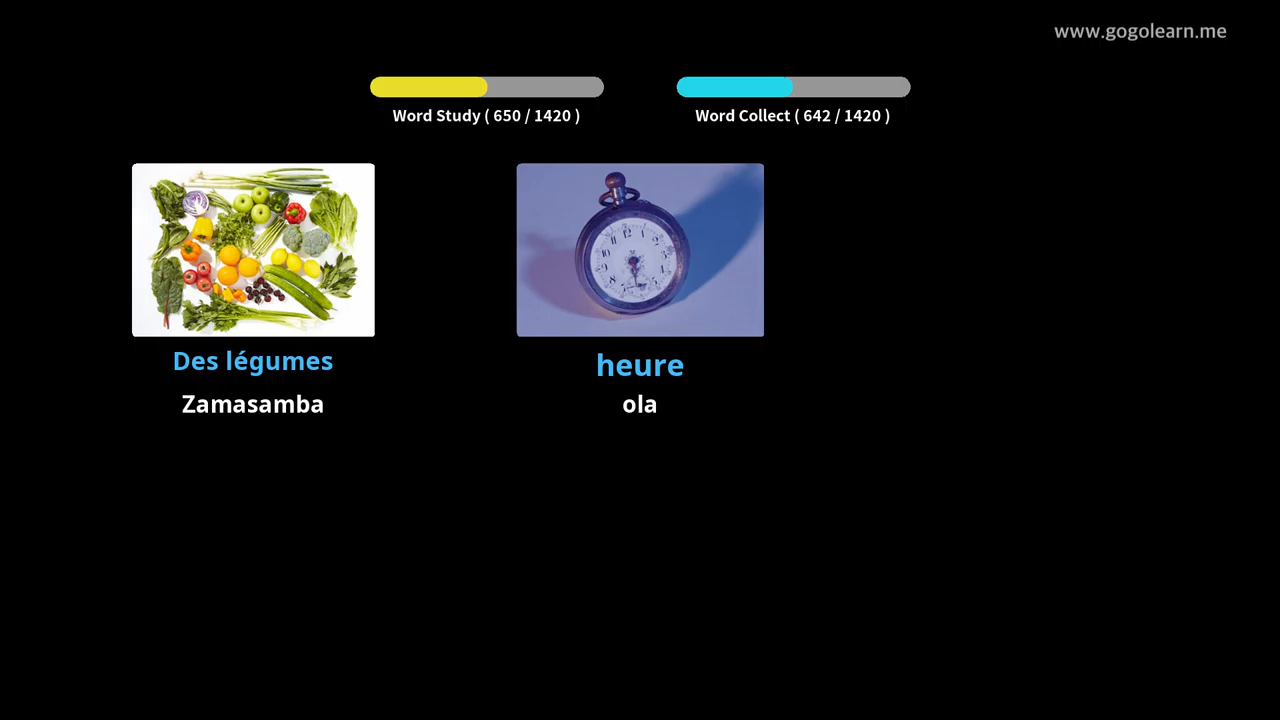 www.gogolearn.me
Word Study ( 650 / 1420 )
Word Collect ( 642 / 1420 )
Des légumes
Zamasamba
heure
ola